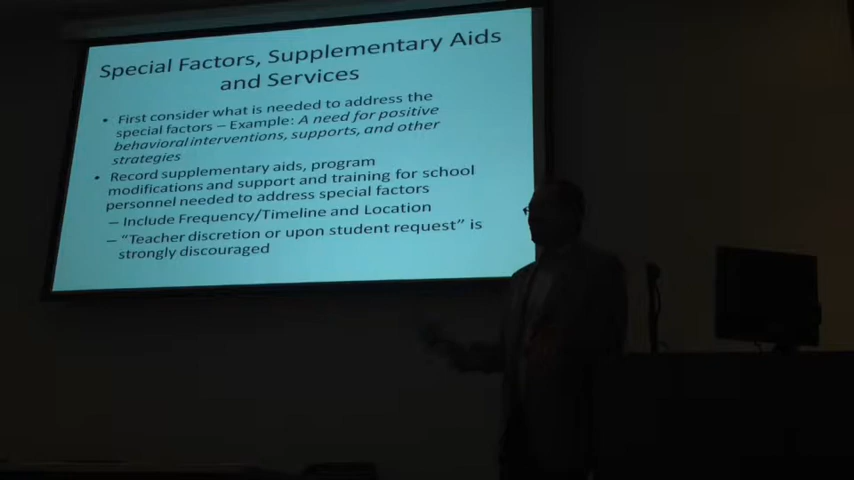 Special Factors, Supplementary Aids
and Services
• First consider what is needed to address the
special factors – Example: A need for positive
behavioral interventions, supports, and other
strategies
• Record supplementary aids, program
modifications and support and training for school
personnel needed to address special factors
– Include Frequency/Timeline and Location
– "Teacher discretion or upon student request" is
strongly discouraged